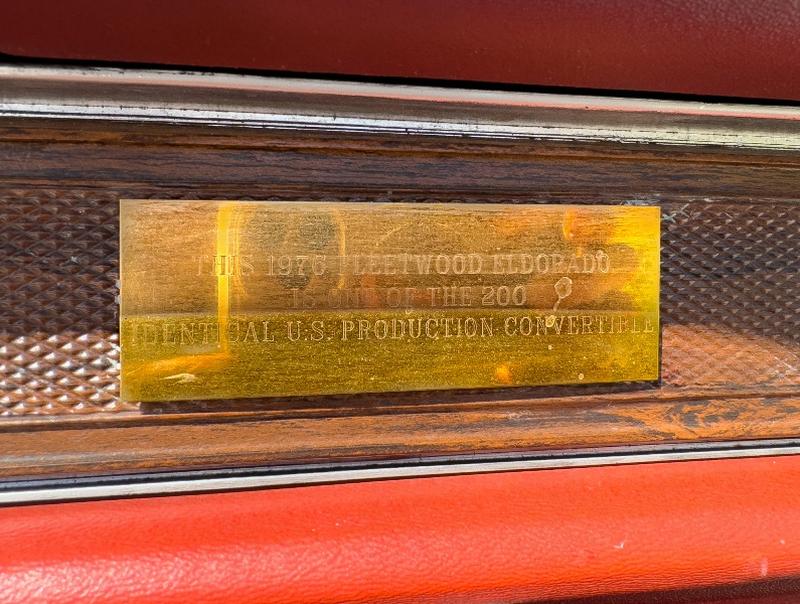 THIS 1976 FLEETWOOD ELDORADO
IS ONE OF THE 200
IDENTICAL U.S. PRODUCTION CONVERTIBLE